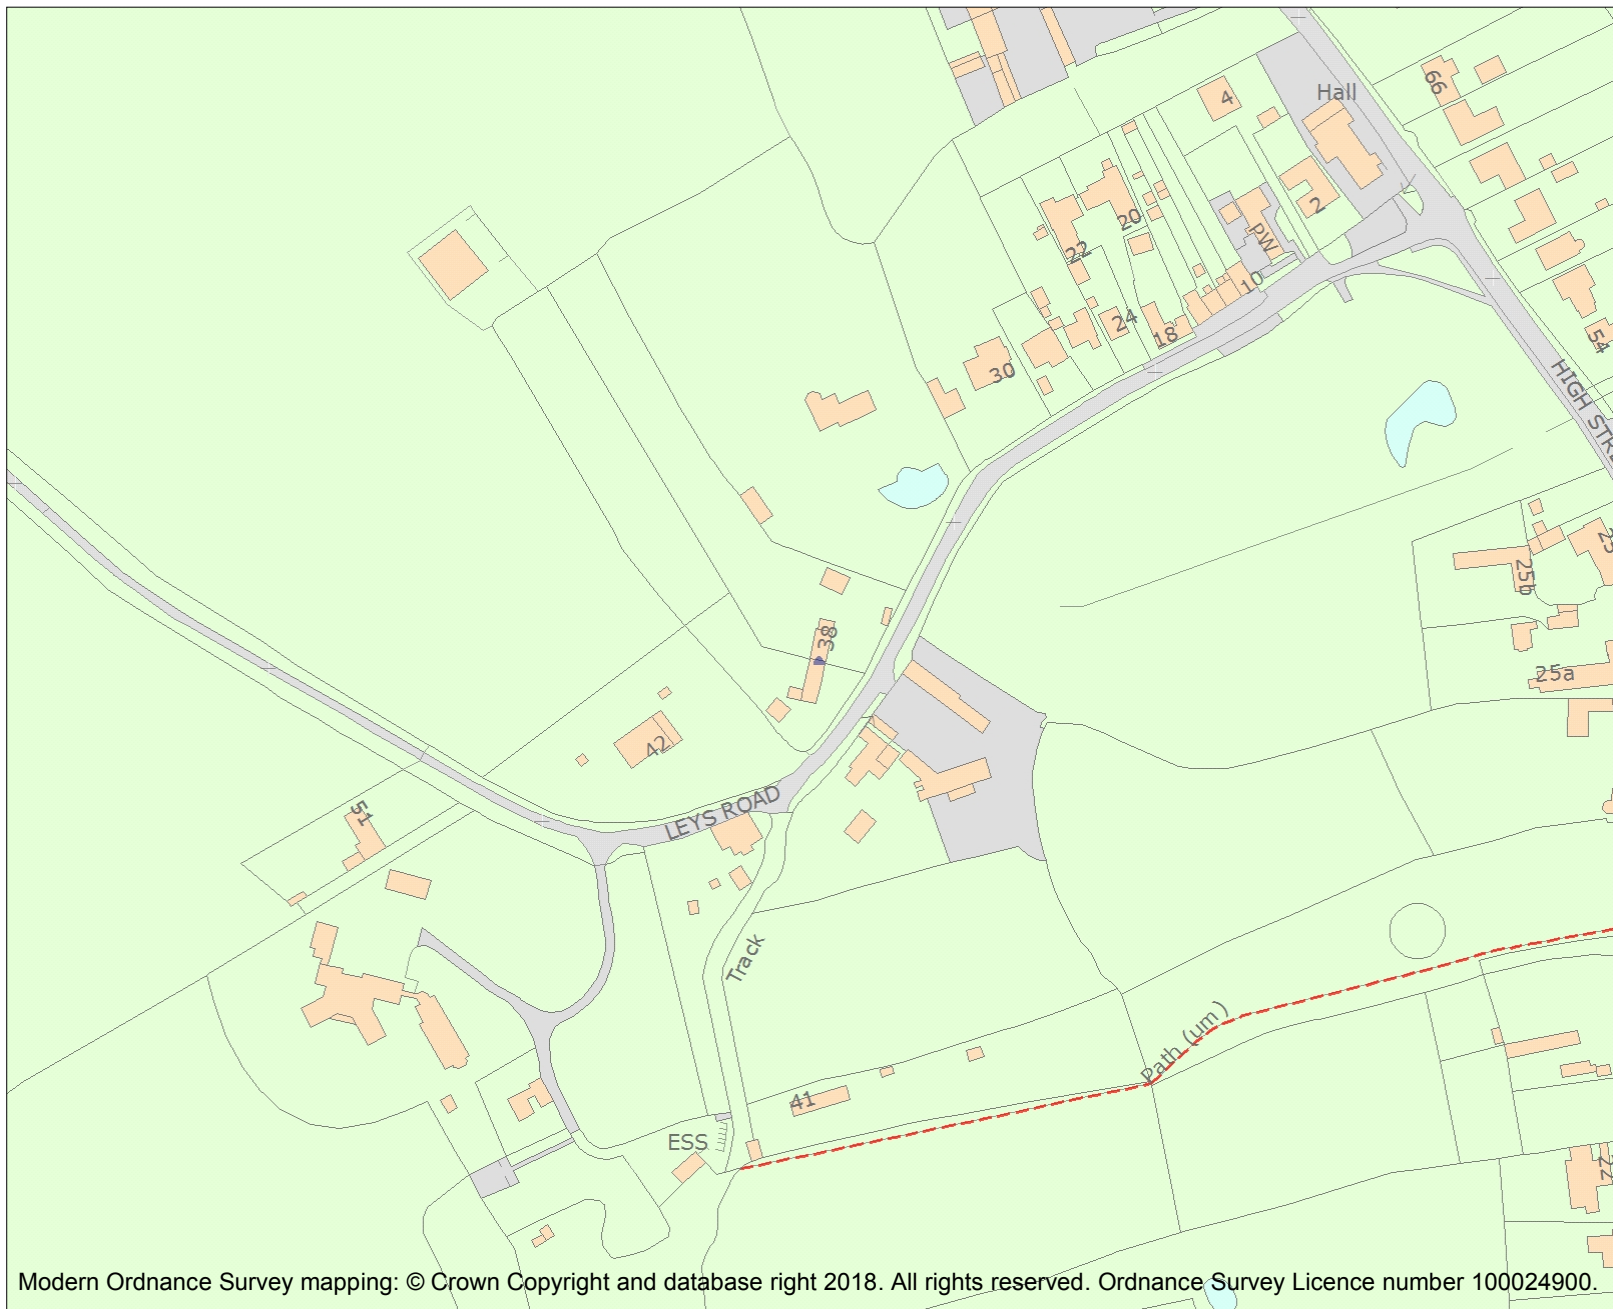 Hall
66
4
2
20
22
PW
10
24
18
30
54
HIGH STRE
25b
25a
38
42
51
LEYS ROAD
Track
Path (um)
41
ESS
22
Modern Ordnance Survey mapping: © Crown Copyright and database right 2018. All rights reserved. Ordnance Survey Licence number 100024900.